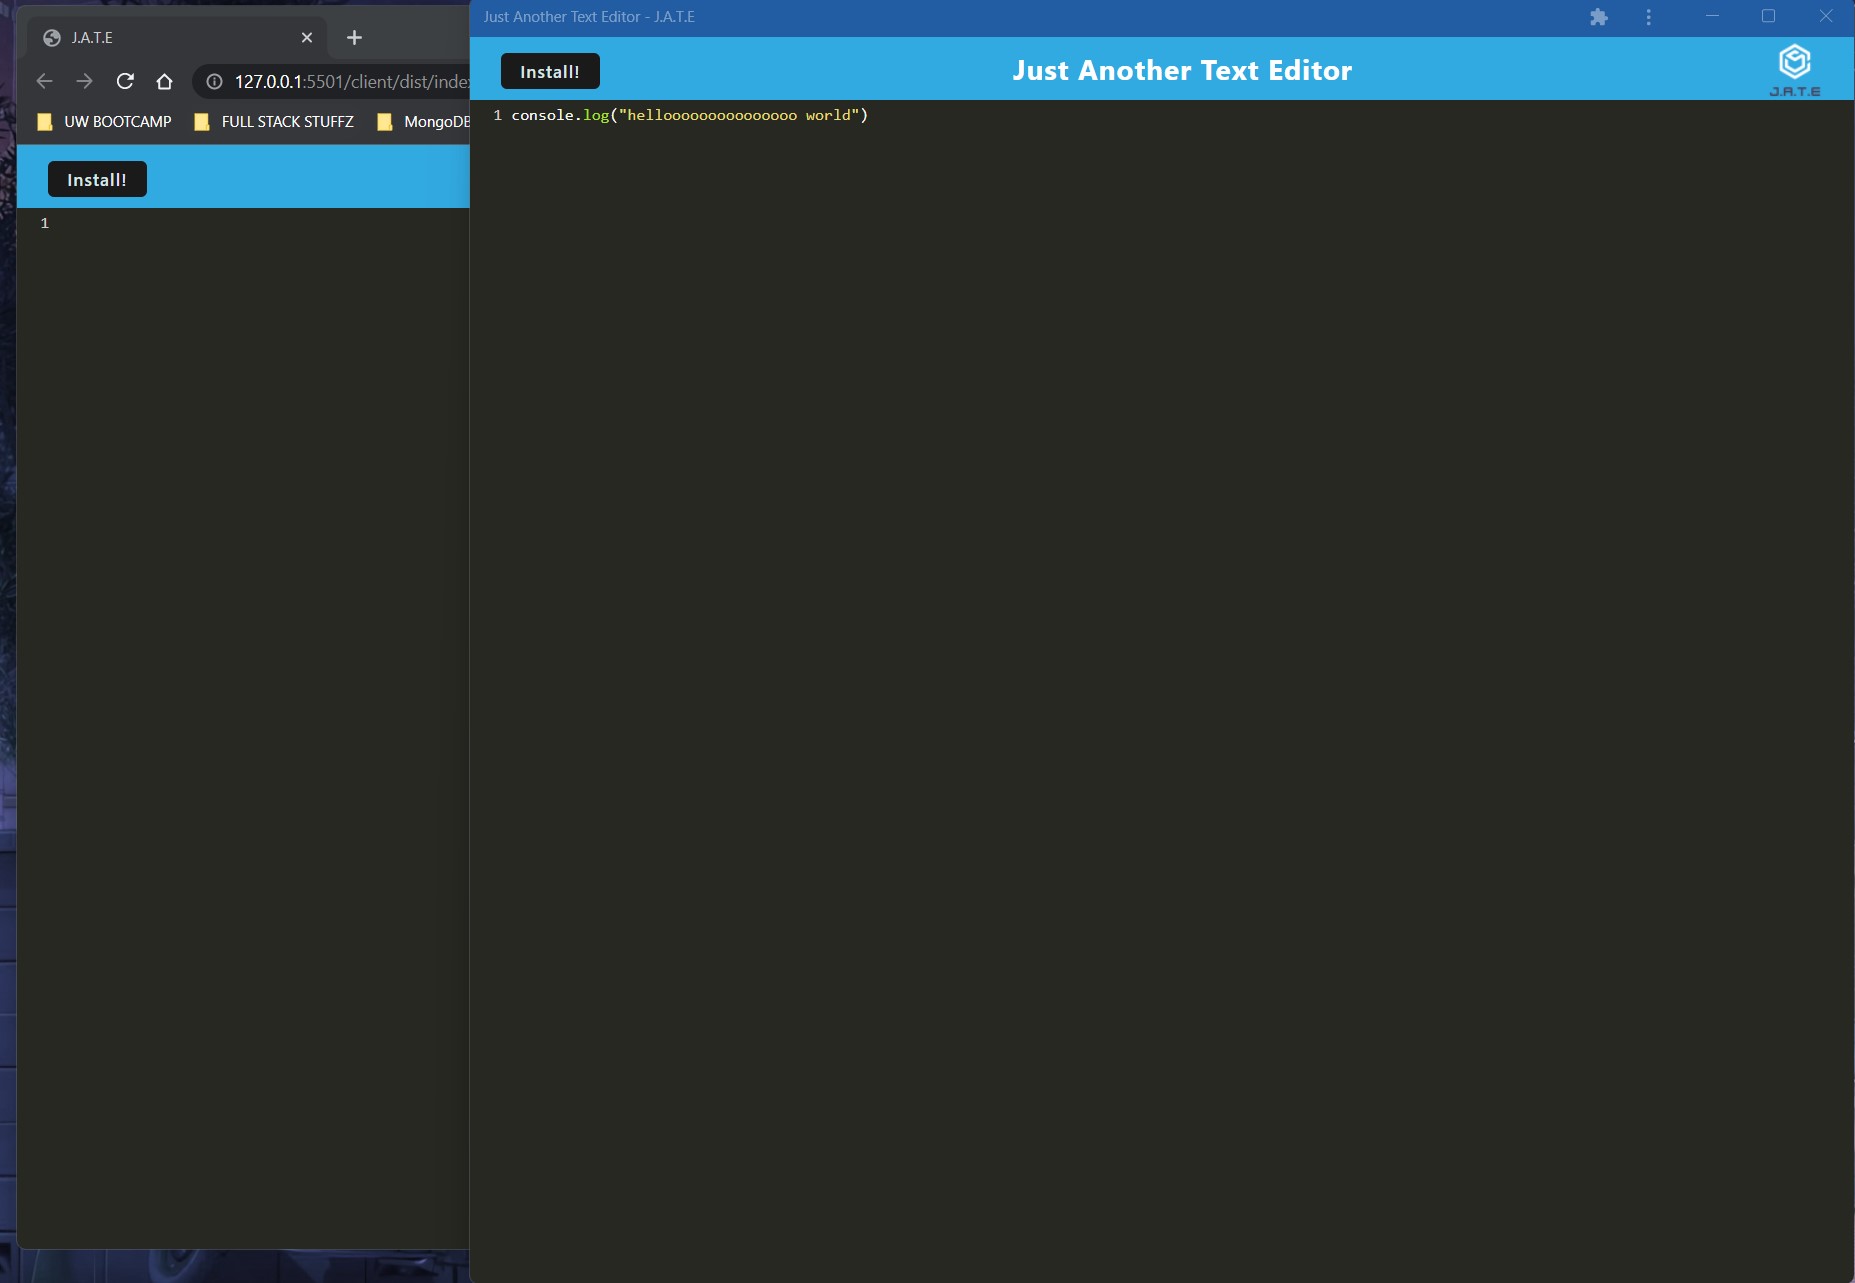 J.A.T.E
127.0.0.1:5501/client/dist/inde
UW BOOTCAMP FULL STACK STUFFZ MongoDB
Install!
1
Just Another Text Editor - J.A.T.E
Install!
Just Another Text Editor
J.A.T.E
1 console.log("hellooooooooooooooo world")